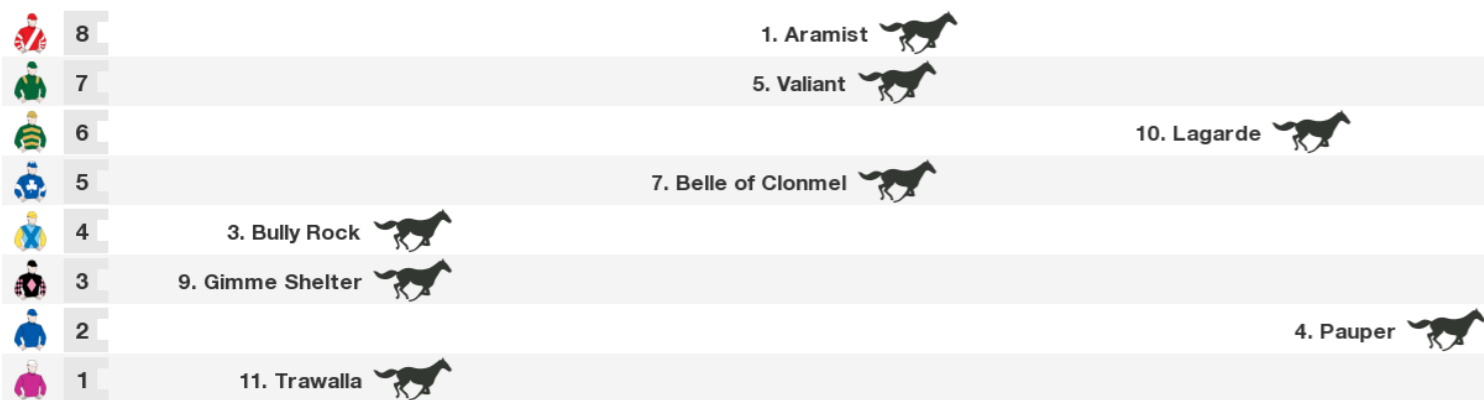 8 1. Aramist
7 5. Valiant
6 10. Lagarde
5 7. Belle of Clonmel
4 3. Bully Rock
3 9. Gimme Shelter
2 4. Pauper
1 11. Trawalla